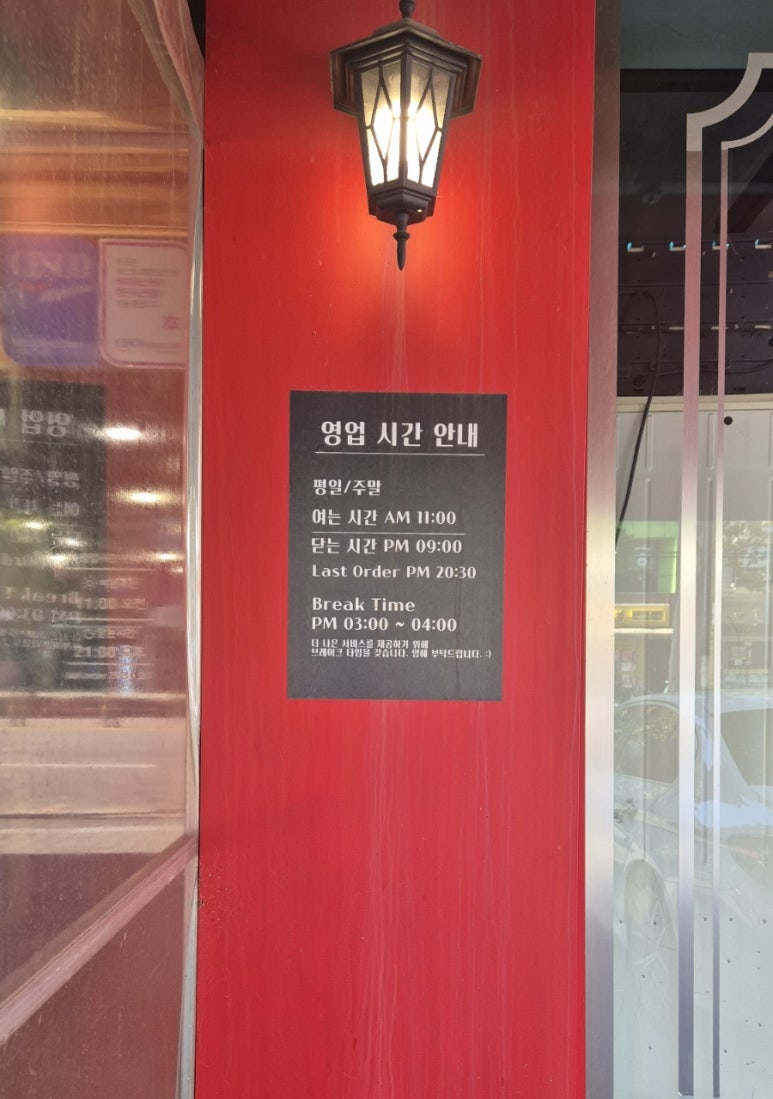 영업 시간 안내
평일/주말
여는 시간 AM 11:00
닫는 시간 PM 09:00
Last Order PM 20:30
Break Time
PM 03:00 ~ 04:00
더 나은 서비스를 제공하기 위해
브레이크 타임을 갖습니다. 양해 부탁드립니다. :)